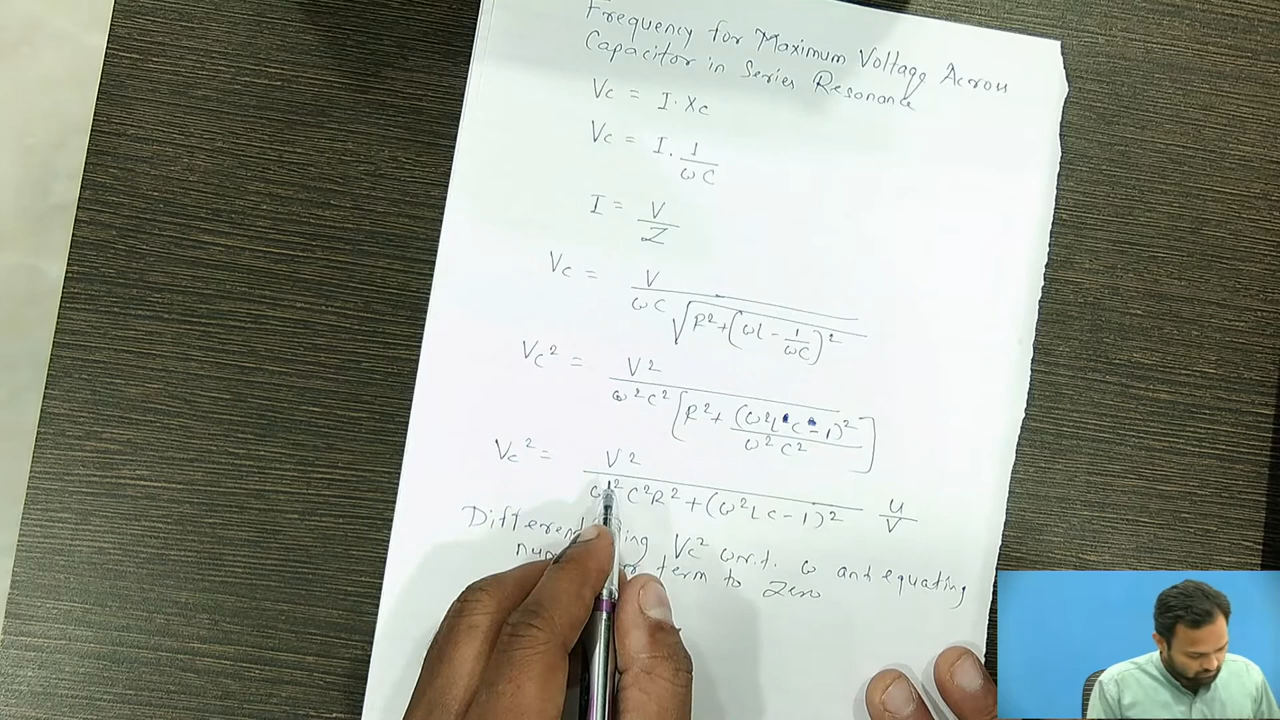 Frequency for Maximum Voltage Across
Capacitor in Series Resonance
Vc = I. Xc
Vc = I. 1/ωC
I = V/Z
Vc = V / ωC √R²+(ωL - 1/ωC)²
Vc² = V² / ω²C² [R²+ (ω²LC-1)²/ω²C²]
Vc² = V² / ω²C²R² + (ω²LC-1)² u/v
Vc² w.r.t. ω and equating
term to Zero